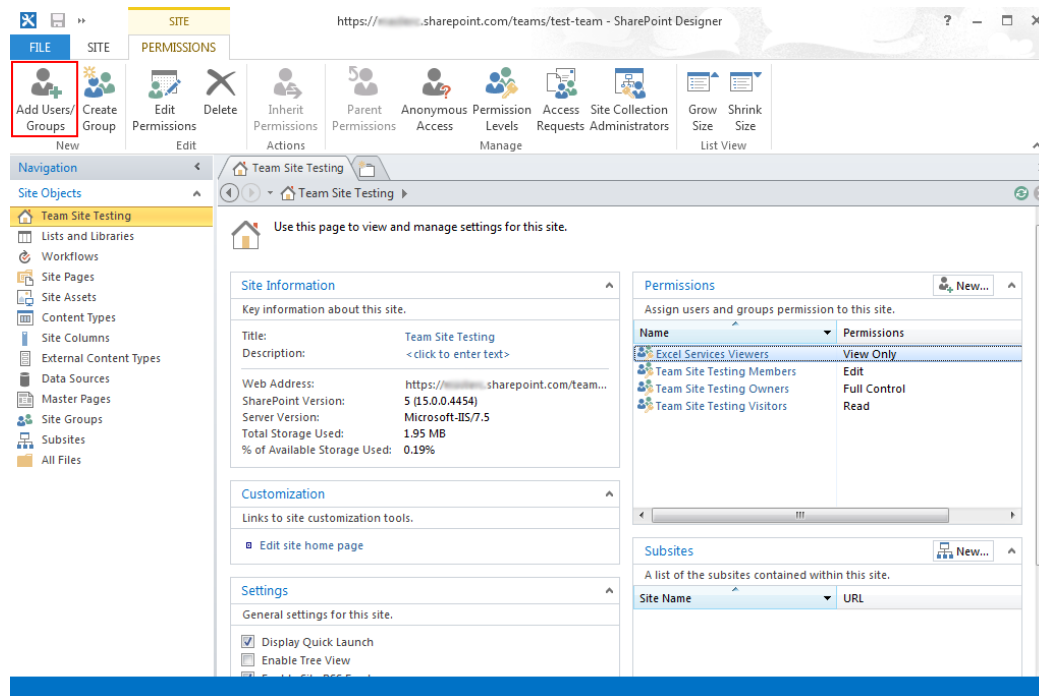 SITE
https:// .sharepoint.com/teams/test-team - SharePoint Designer
FILE SITE PERMISSIONS
Add Users/ Groups
Create Group
Edit Permissions
Delete
Inherit Permissions
Parent Permissions
Anonymous Access
Permission Levels
Access Requests
Site Collection Administrators
Grow Size
Shrink Size
New Edit Actions Manage List View
Navigation
Site Objects
Team Site Testing
Lists and Libraries
Workflows
Site Pages
Site Assets
Content Types
Site Columns
External Content Types
Data Sources
Master Pages
Site Groups
Subsites
All Files
Team Site Testing
Team Site Testing
Use this page to view and manage settings for this site.
Site Information
Key information about this site.
Title: Team Site Testing
Description: <click to enter text>
Web Address: https:// .sharepoint.com/team...
SharePoint Version: 5 (15.0.0.4454)
Server Version: Microsoft-IIS/7.5
Total Storage Used: 1.95 MB
% of Available Storage Used: 0.19%
Customization
Links to site customization tools.
Edit site home page
Settings
General settings for this site.
Display Quick Launch
Enable Tree View
Permissions New...
Assign users and groups permission to this site.
Name Permissions
Excel Services Viewers View Only
Team Site Testing Members Edit
Team Site Testing Owners Full Control
Team Site Testing Visitors Read
Subsites New...
A list of the subsites contained within this site.
Site Name URL